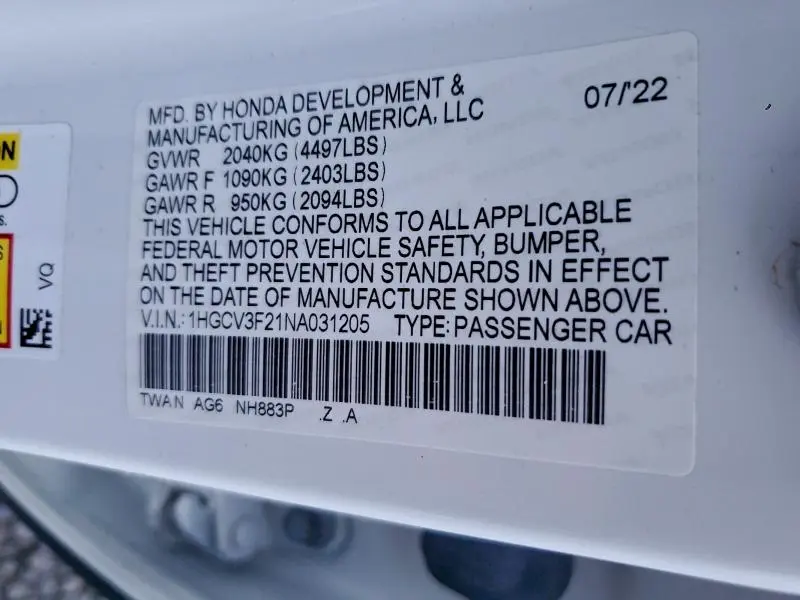 MFD. BY HONDA DEVELOPMENT &
MANUFACTURING OF AMERICA, LLC
07/'22
GVWR 2040KG (4497LBS)
GAWR F 1090KG (2403LBS)
GAWR R 950KG (2094LBS)
THIS VEHICLE CONFORMS TO ALL APPLICABLE
FEDERAL MOTOR VEHICLE SAFETY, BUMPER,
AND THEFT PREVENTION STANDARDS IN EFFECT
ON THE DATE OF MANUFACTURE SHOWN ABOVE.
V.I.N.: 1HGCV3F21NA031205 TYPE: PASSENGER CAR
TWAN AG6 NH883P .Z .A
VQ